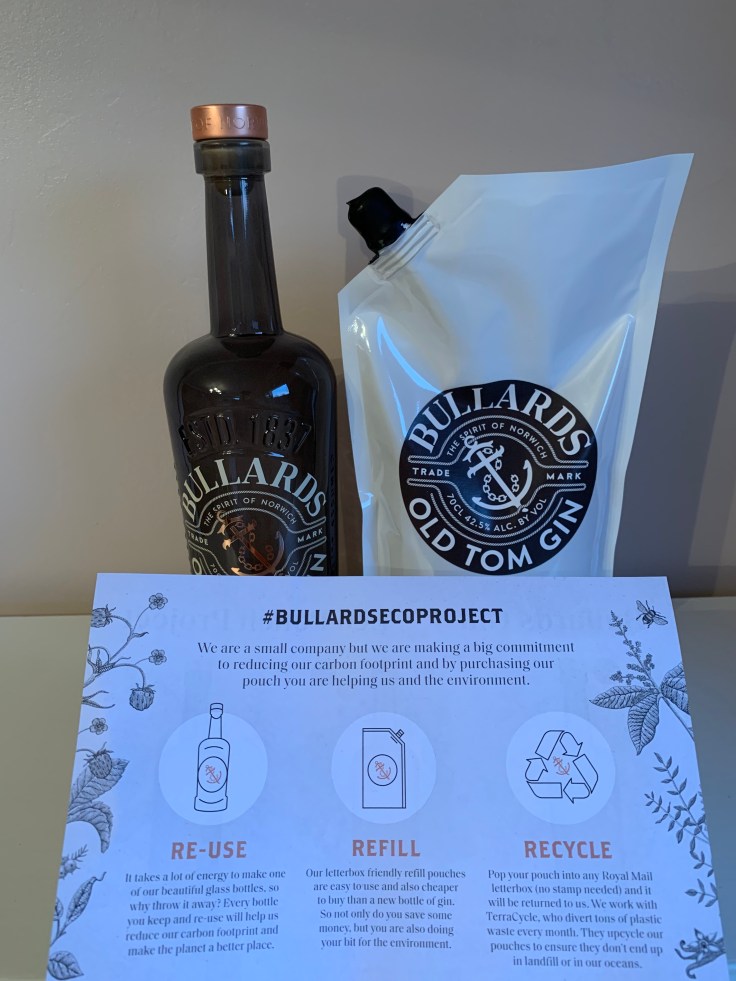 ESTD. 1837
BULLARDS
THE SPIRIT OF NORWICH
TRADE MARK
BULLARDS
THE SPIRIT OF NORWICH
TRADE MARK
70CL 42.5% ALC. BY VOL
OLD TOM GIN
#BULLARDSECOPROJECT
We are a small company but we are making a big commitment
to reducing our carbon footprint and by purchasing our
pouch you are helping us and the environment.
RE-USE
It takes a lot of energy to make one
of our beautiful glass bottles, so
why throw it away? Every bottle
you keep and re-use will help us
reduce our carbon footprint and
make the planet a better place.
REFILL
Our letterbox friendly refill pouches
are easy to use and also cheaper
to buy than a new bottle of gin.
So not only do you save some
money, but you are also doing
your bit for the environment.
RECYCLE
Pop your pouch into any Royal Mail
letterbox (no stamp needed) and it
will be returned to us. We work with
TerraCycle, who divert tons of plastic
waste every month. They upcycle our
pouches to ensure they don't end up
in landfill or in our oceans.